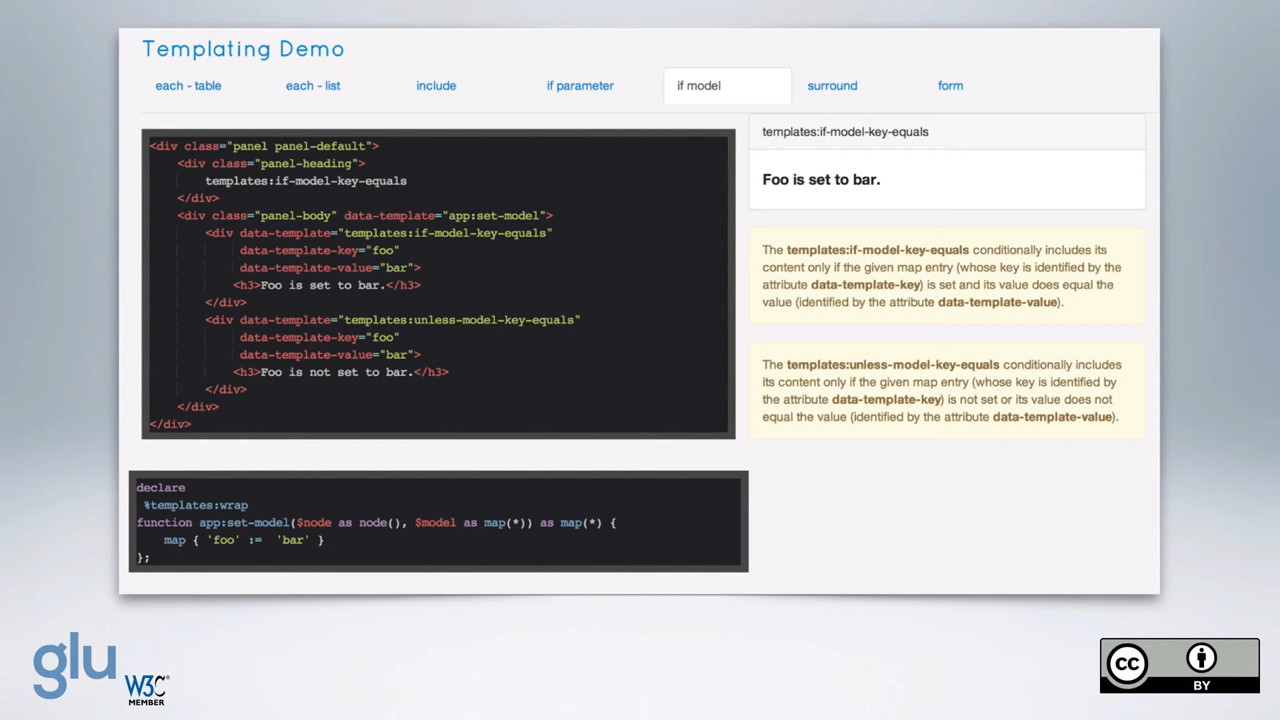 Templating Demo
each - table
each - list
include
if parameter
if model
surround
form
<div class="panel panel-default">
<div class="panel-heading">
templates:if-model-key-equals
</div>
<div class="panel-body" data-template="app:set-model">
<div data-template="templates:if-model-key-equals"
data-template-key="foo"
data-template-value="bar">
<h3>Foo is set to bar.</h3>
</div>
<div data-template="templates:unless-model-key-equals"
data-template-key="foo"
data-template-value="bar">
<h3>Foo is not set to bar.</h3>
</div>
</div>
</div>
templates:if-model-key-equals
Foo is set to bar.
The templates:if-model-key-equals conditionally includes its
content only if the given map entry (whose key is identified by the
attribute data-template-key) is set and its value does equal the
value (identified by the attribute data-template-value).
The templates:unless-model-key-equals conditionally includes
its content only if the given map entry (whose key is identified by
the attribute data-template-key) is not set or its value does not
equal the value (identified by the attribute data-template-value).
declare
%templates:wrap
function app:set-model($node as node(), $model as map(*)) as map(*) {
map { 'foo' := 'bar' }
};
glu
W3C®
MEMBER
cc
BY